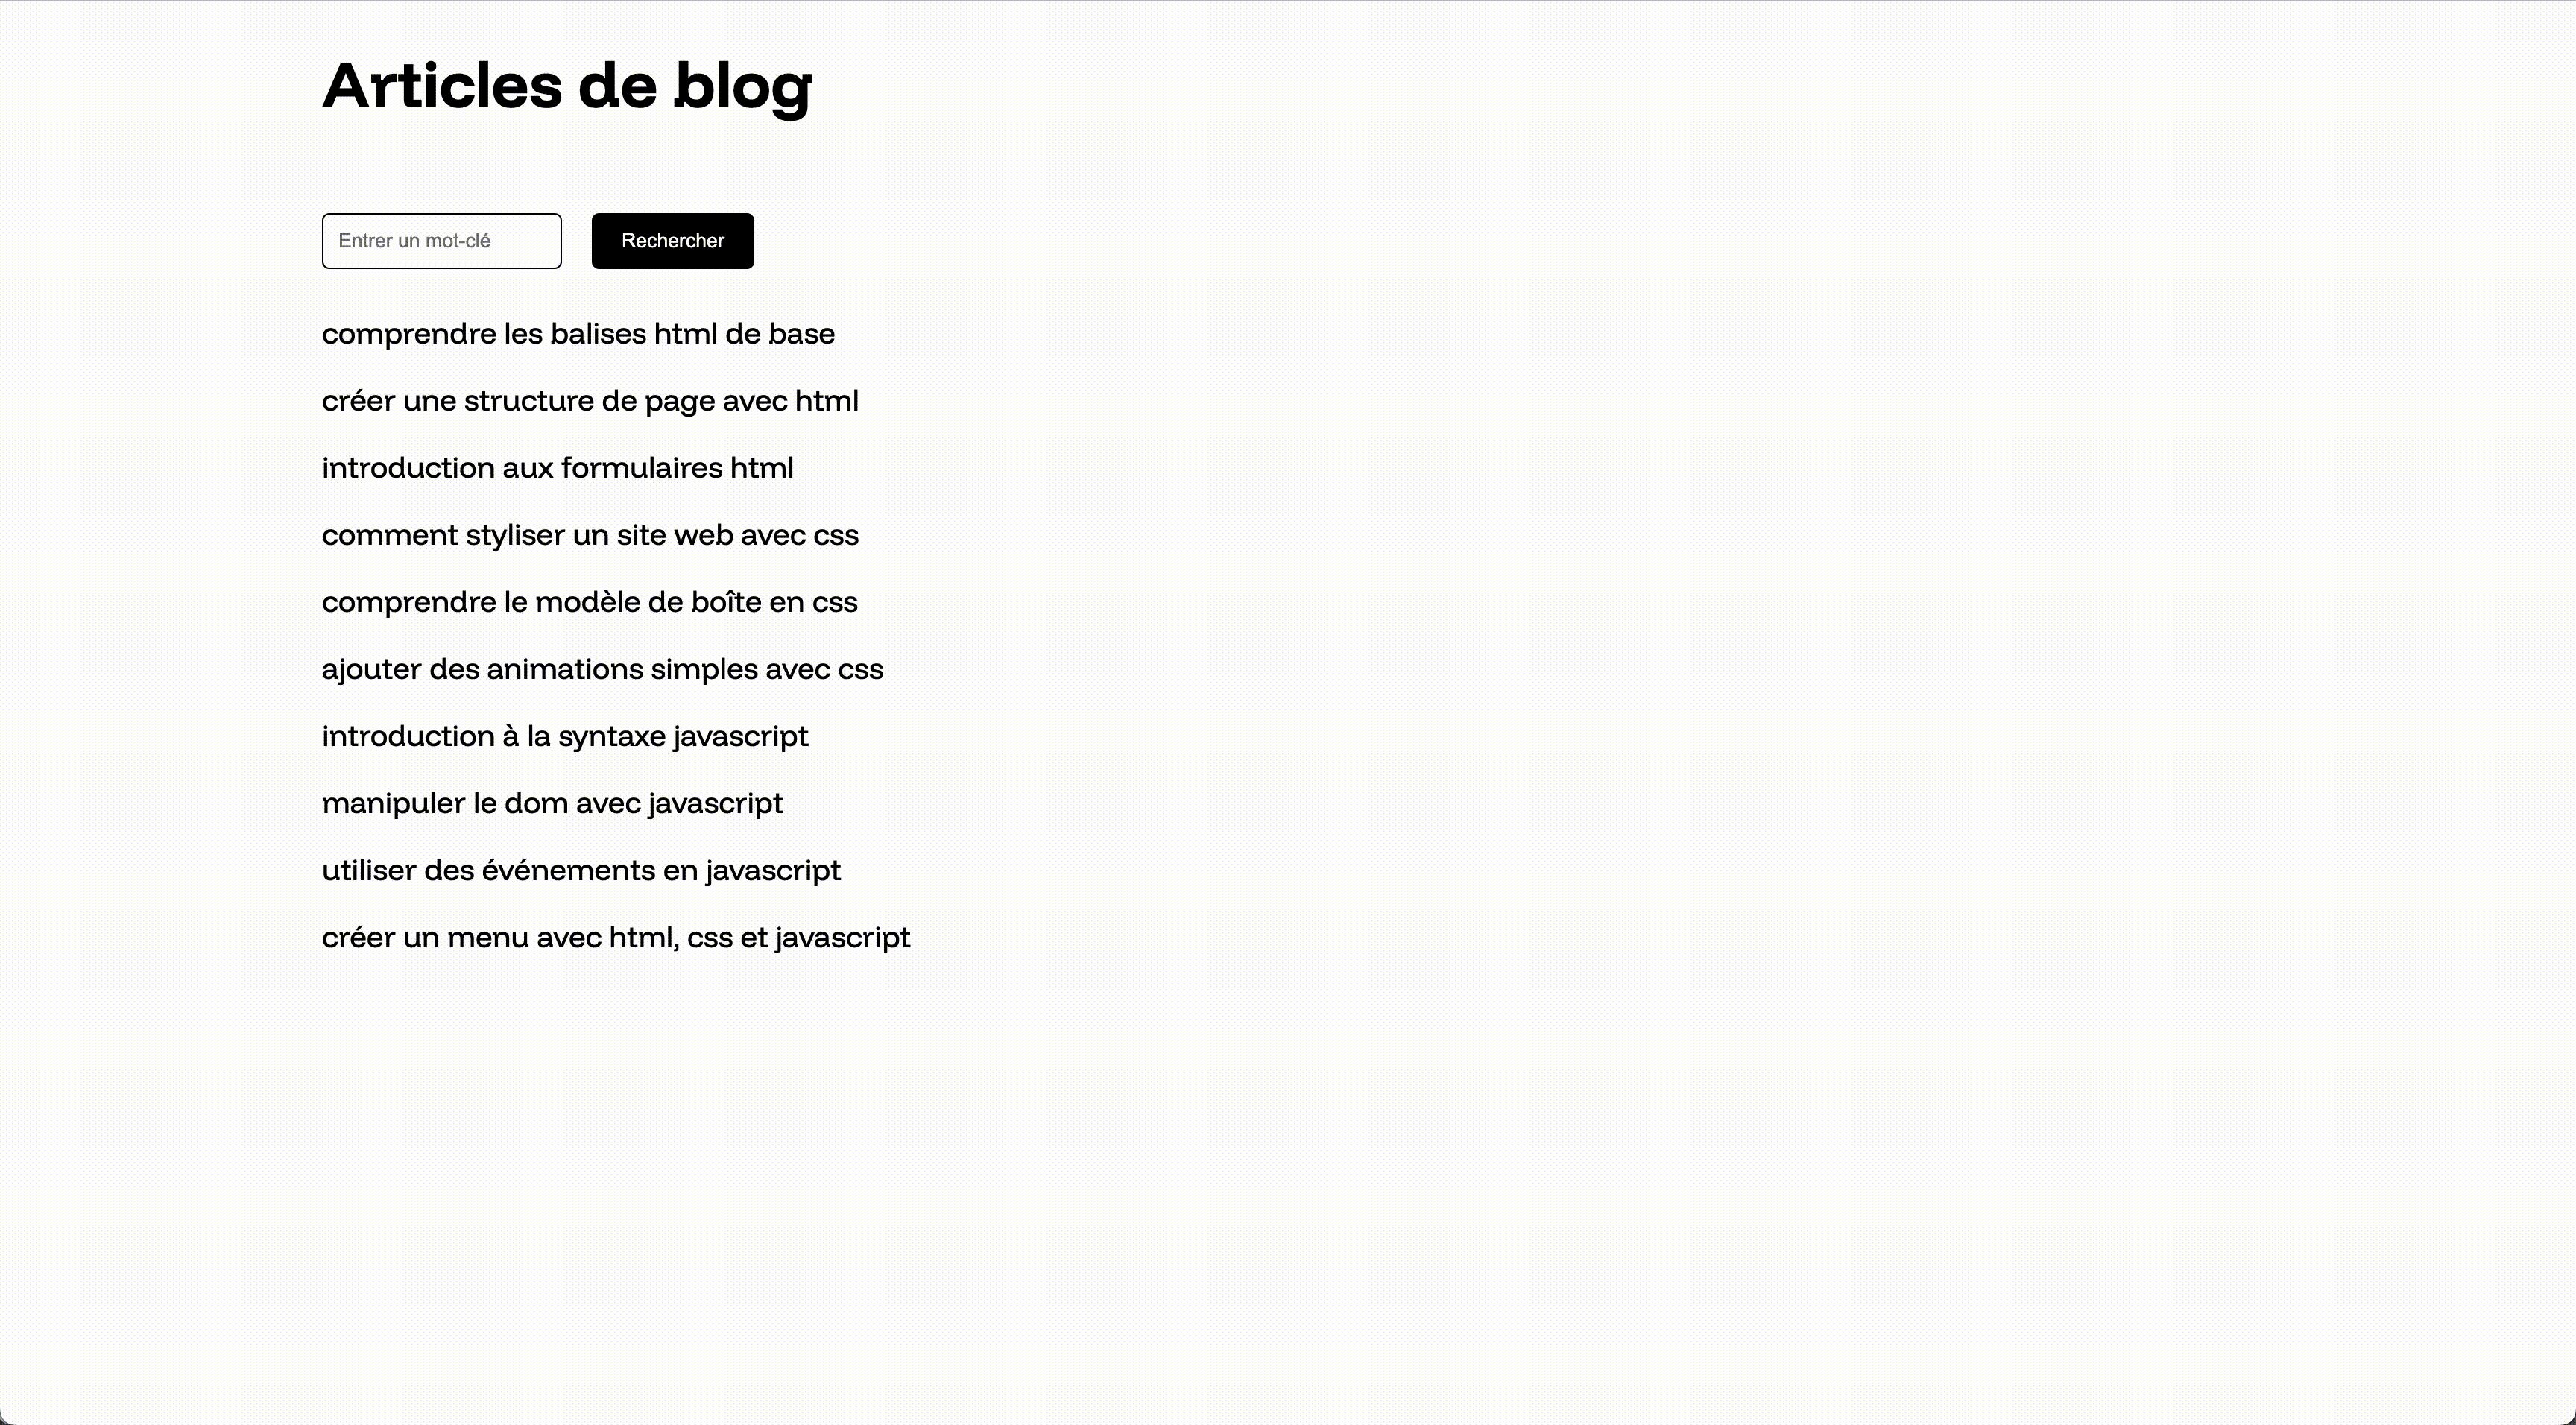 Articles de blog
Entrer un mot-clé
Rechercher
comprendre les balises html de base
créer une structure de page avec html
introduction aux formulaires html
comment styliser un site web avec css
comprendre le modèle de boîte en css
ajouter des animations simples avec css
introduction à la syntaxe javascript
manipuler le dom avec javascript
utiliser des événements en javascript
créer un menu avec html, css et javascript